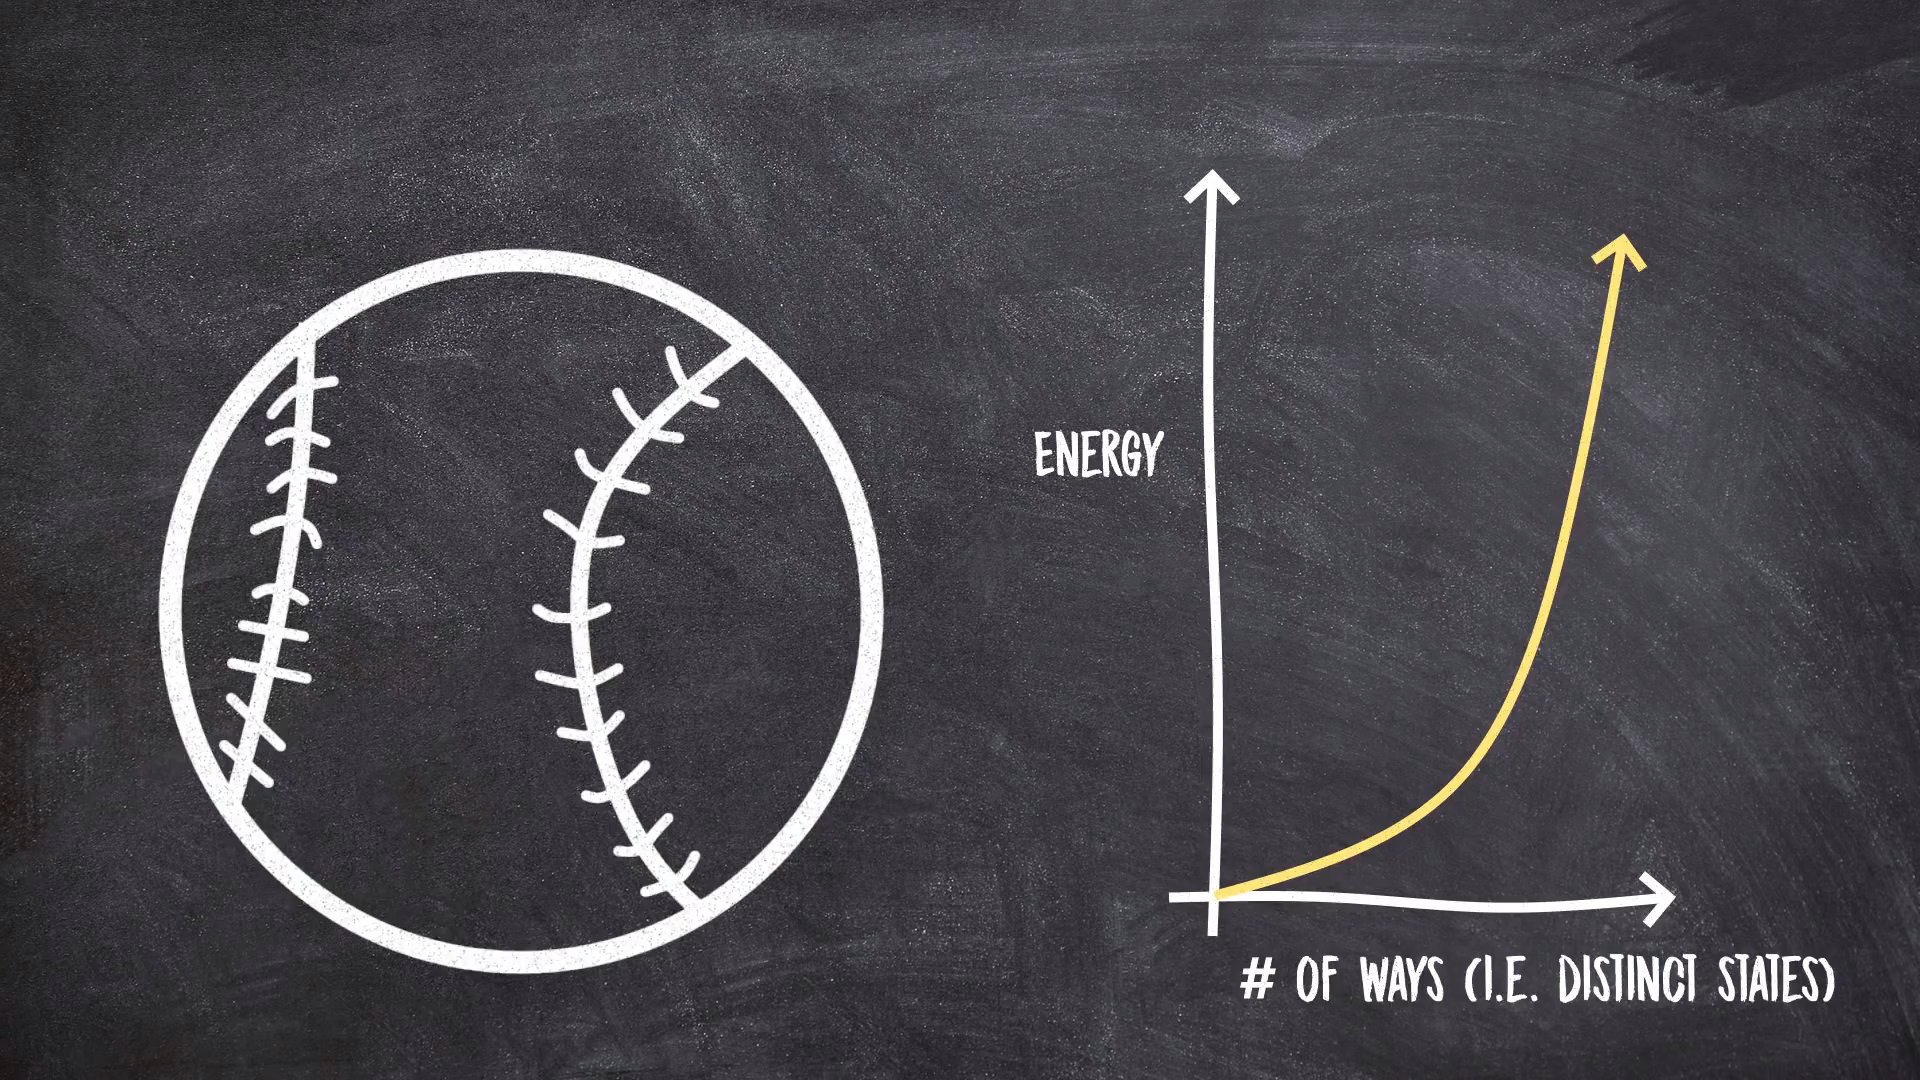 ENERGY
# OF WAYS (I.E. DISTINCT STATES)